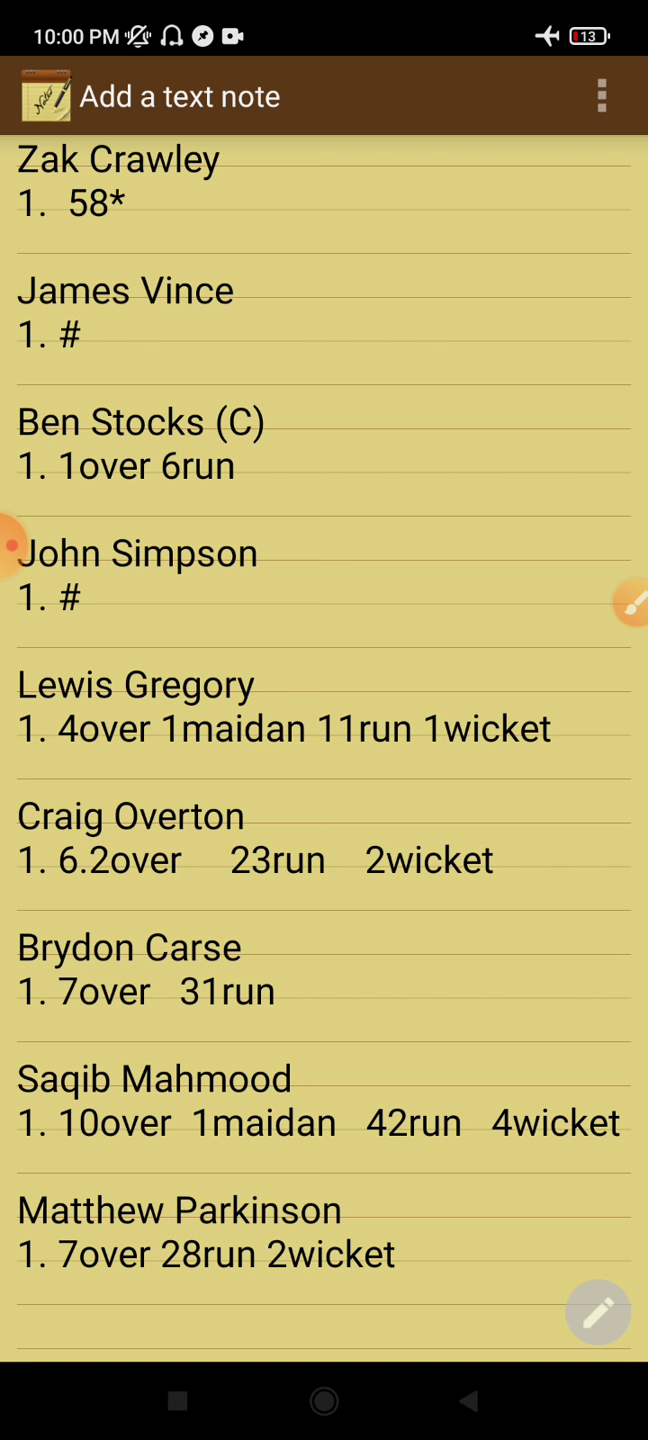 10:00 PM
13
Notes Add a text note
Zak Crawley
1. 58*
James Vince
1. #
Ben Stocks (C)
1. 1over 6run
John Simpson
1. #
Lewis Gregory
1. 4over 1maidan 11run 1wicket
Craig Overton
1. 6.2over 23run 2wicket
Brydon Carse
1. 7over 31run
Saqib Mahmood
1. 10over 1maidan 42run 4wicket
Matthew Parkinson
1. 7over 28run 2wicket